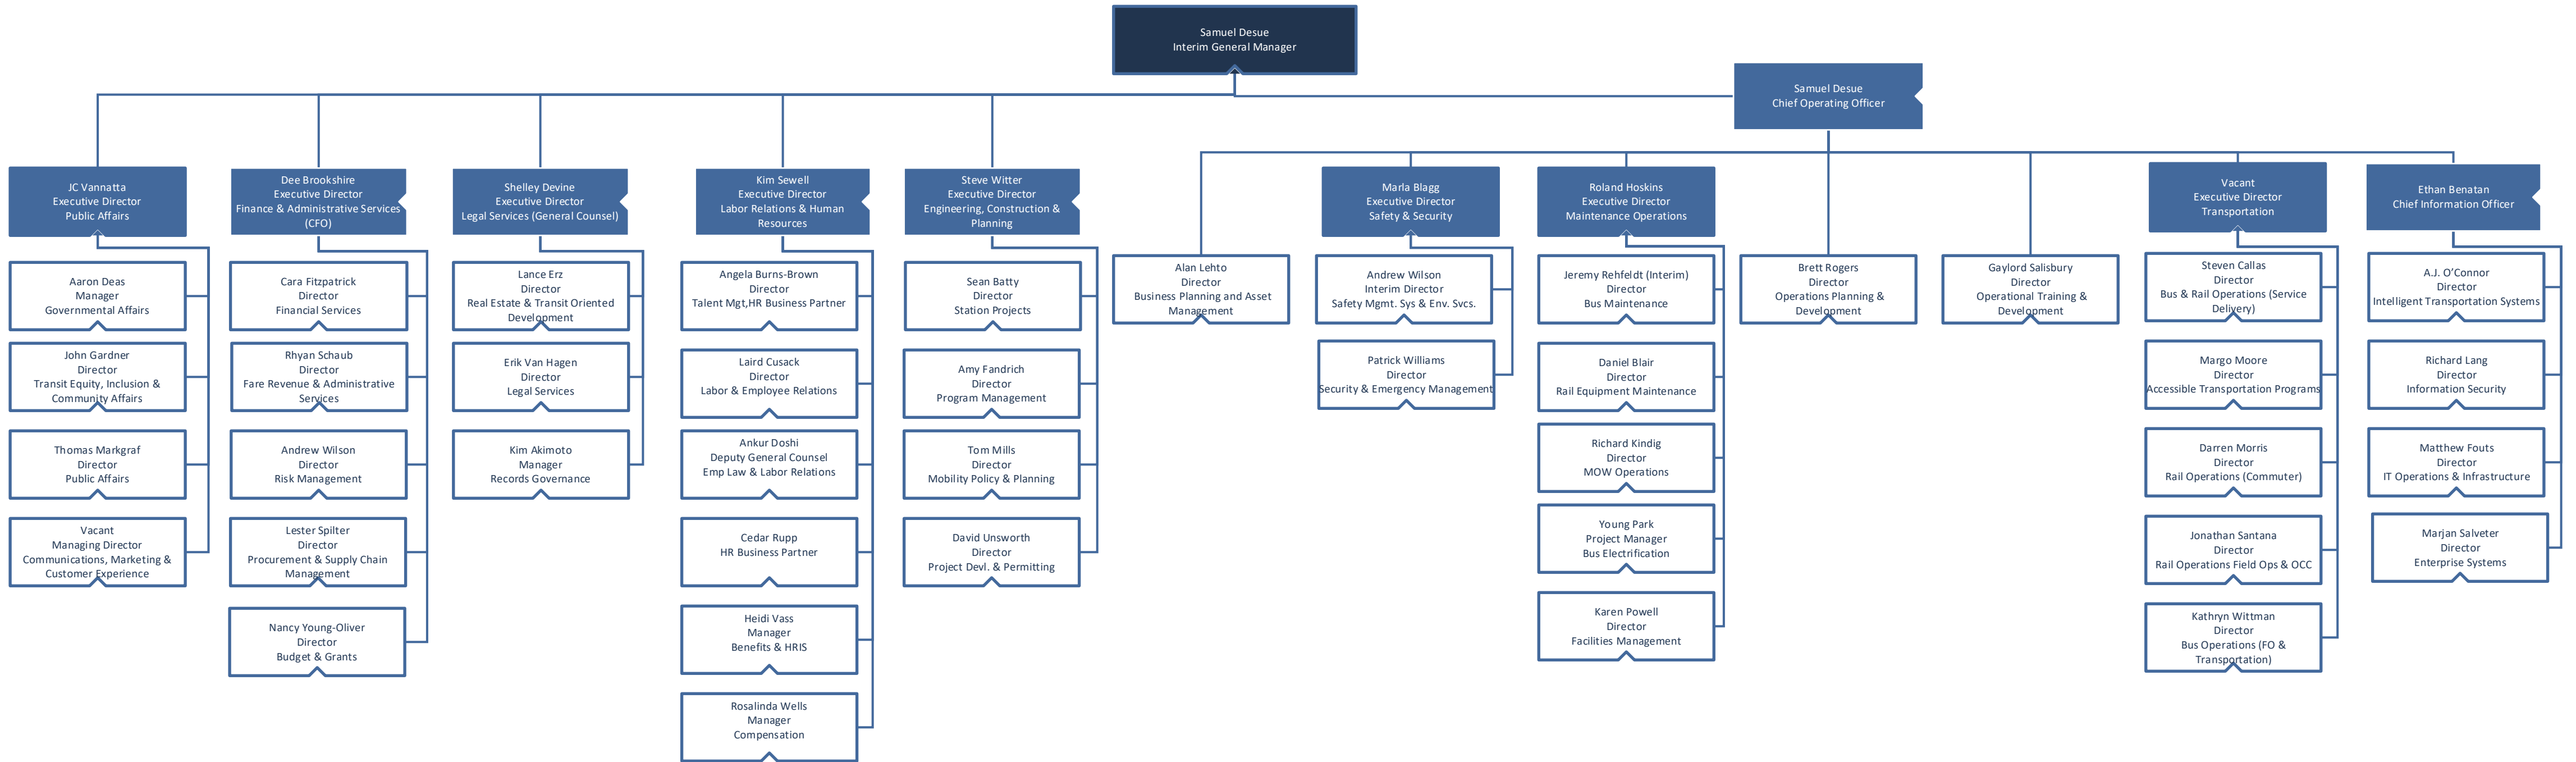 Samuel Desue
Interim General Manager
Samuel Desue
Chief Operating Officer
JC Vannatta
Executive Director
Public Affairs
Aaron Deas
Manager
Governmental Affairs
John Gardner
Director
Transit Equity, Inclusion &
Community Affairs
Thomas Markgraf
Director
Public Affairs
Vacant
Managing Director
Communications, Marketing &
Customer Experience
Dee Brookshire
Executive Director
Finance & Administrative Services
(CFO)
Cara Fitzpatrick
Director
Financial Services
Rhyan Schaub
Director
Fare Revenue & Administrative
Services
Andrew Wilson
Director
Risk Management
Lester Spilter
Director
Procurement & Supply Chain
Management
Nancy Young-Oliver
Director
Budget & Grants
Shelley Devine
Executive Director
Legal Services (General Counsel)
Lance Erz
Director
Real Estate & Transit Oriented
Development
Erik Van Hagen
Director
Legal Services
Kim Akimoto
Manager
Records Governance
Kim Sewell
Executive Director
Labor Relations & Human
Resources
Angela Burns-Brown
Director
Talent Mgt,HR Business Partner
Laird Cusack
Director
Labor & Employee Relations
Ankur Doshi
Deputy General Counsel
Emp Law & Labor Relations
Cedar Rupp
HR Business Partner
Heidi Vass
Manager
Benefits & HRIS
Rosalinda Wells
Manager
Compensation
Steve Witter
Executive Director
Engineering, Construction &
Planning
Sean Batty
Director
Station Projects
Amy Fandrich
Director
Program Management
Tom Mills
Director
Mobility Policy & Planning
David Unsworth
Director
Project Devl. & Permitting
Alan Lehto
Director
Business Planning and Asset
Management
Marla Blagg
Executive Director
Safety & Security
Andrew Wilson
Interim Director
Safety Mgmt. Sys & Env. Svcs.
Patrick Williams
Director
Security & Emergency Management
Roland Hoskins
Executive Director
Maintenance Operations
Jeremy Rehfeldt (Interim)
Director
Bus Maintenance
Daniel Blair
Director
Rail Equipment Maintenance
Richard Kindig
Director
MOW Operations
Young Park
Project Manager
Bus Electrification
Karen Powell
Director
Facilities Management
Brett Rogers
Director
Operations Planning &
Development
Gaylord Salisbury
Director
Operational Training &
Development
Vacant
Executive Director
Transportation
Steven Callas
Director
Bus & Rail Operations (Service
Delivery)
Margo Moore
Director
Accessible Transportation Programs
Darren Morris
Director
Rail Operations (Commuter)
Jonathan Santana
Director
Rail Operations Field Ops & OCC
Kathryn Wittman
Director
Bus Operations (FO &
Transportation)
Ethan Benatan
Chief Information Officer
A.J. O’Connor
Director
Intelligent Transportation Systems
Richard Lang
Director
Information Security
Matthew Fouts
Director
IT Operations & Infrastructure
Marjan Salveter
Director
Enterprise Systems